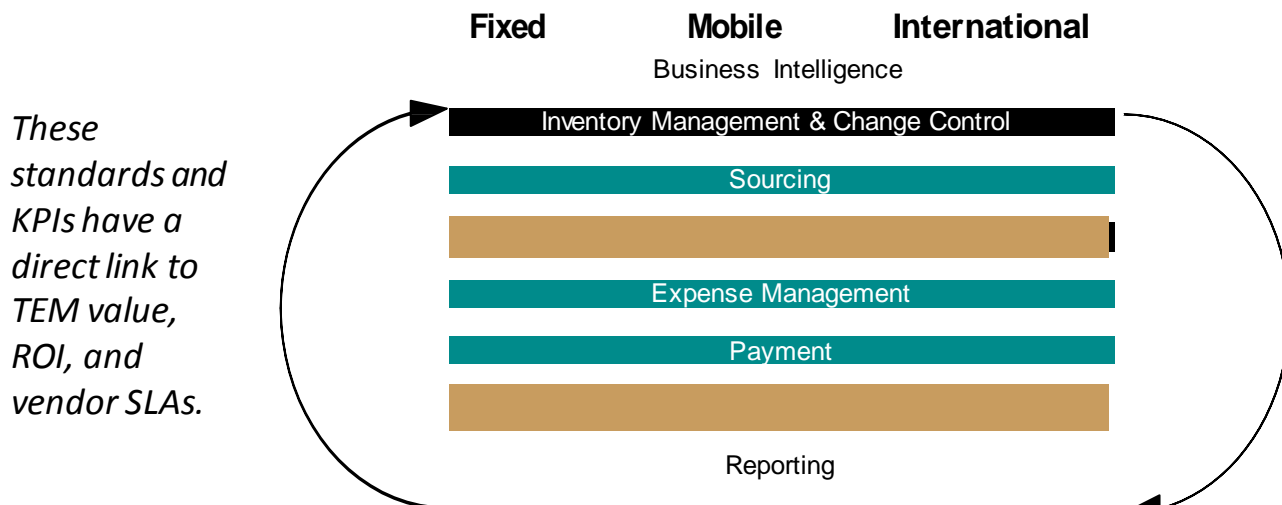 Fixed Mobile International
Business Intelligence
Inventory Management & Change Control
Sourcing
Expense Management
Payment
Reporting
These
standards and
KPIs have a
direct link to
TEM value,
ROI, and
vendor SLAs.